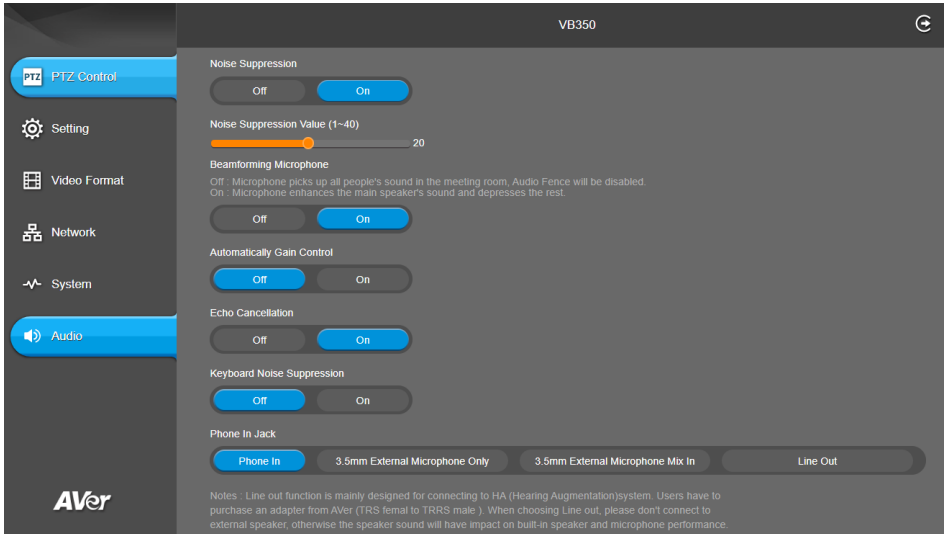 VB350
PTZ PTZ Control
Setting
Video Format
Network
System
Audio
AVer
Noise Suppression
Off On
Noise Suppression Value (1~40)
20
Beamforming Microphone
Off : Microphone picks up all people's sound in the meeting room, Audio Fence will be disabled.
On : Microphone enhances the main speaker's sound and depresses the rest.
Off On
Automatically Gain Control
Off On
Echo Cancellation
Off On
Keyboard Noise Suppression
Off On
Phone In Jack
Phone In 3.5mm External Microphone Only 3.5mm External Microphone Mix In Line Out
Notes : Line out function is mainly designed for connecting to HA (Hearing Augmentation)system. Users have to
purchase an adapter from AVer (TRS femal to TRRS male ). When choosing Line out, please don't connect to
external speaker, otherwise the speaker sound will have impact on built-in speaker and microphone performance.